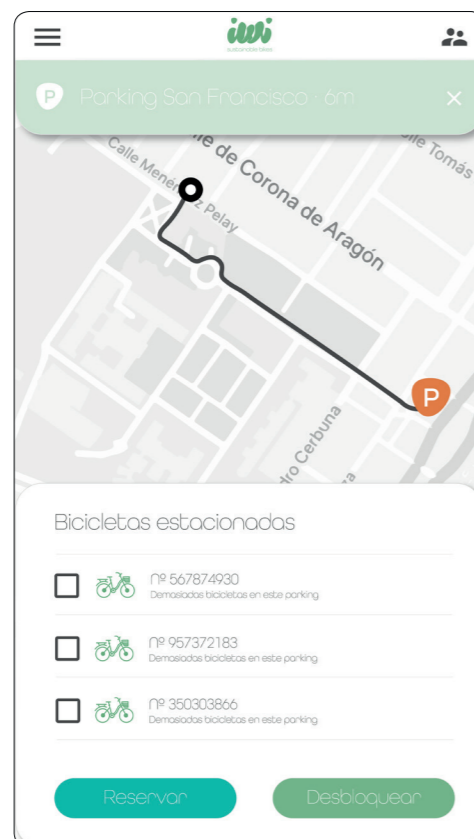 iwi
sustainable bikes
P Parking San Francisco · 6m
lle Tomás
Calle Menéndez Pelay
lle de Corona de Aragón
P
dro Cerbuna
Bicicletas estacionadas
Nº 567874930
Demasiadas bicicletas en este parking
Nº 957372183
Demasiadas bicicletas en este parking
Nº 350303866
Demasiadas bicicletas en este parking
Reservar
Desbloquear